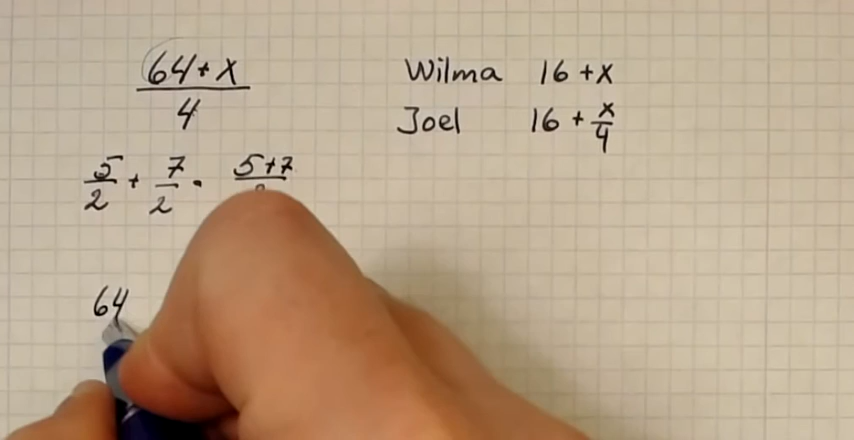 64+x
4
Wilma 16 + x
Joel 16 + x/4
5/2 + 7/2 · 5+7
64